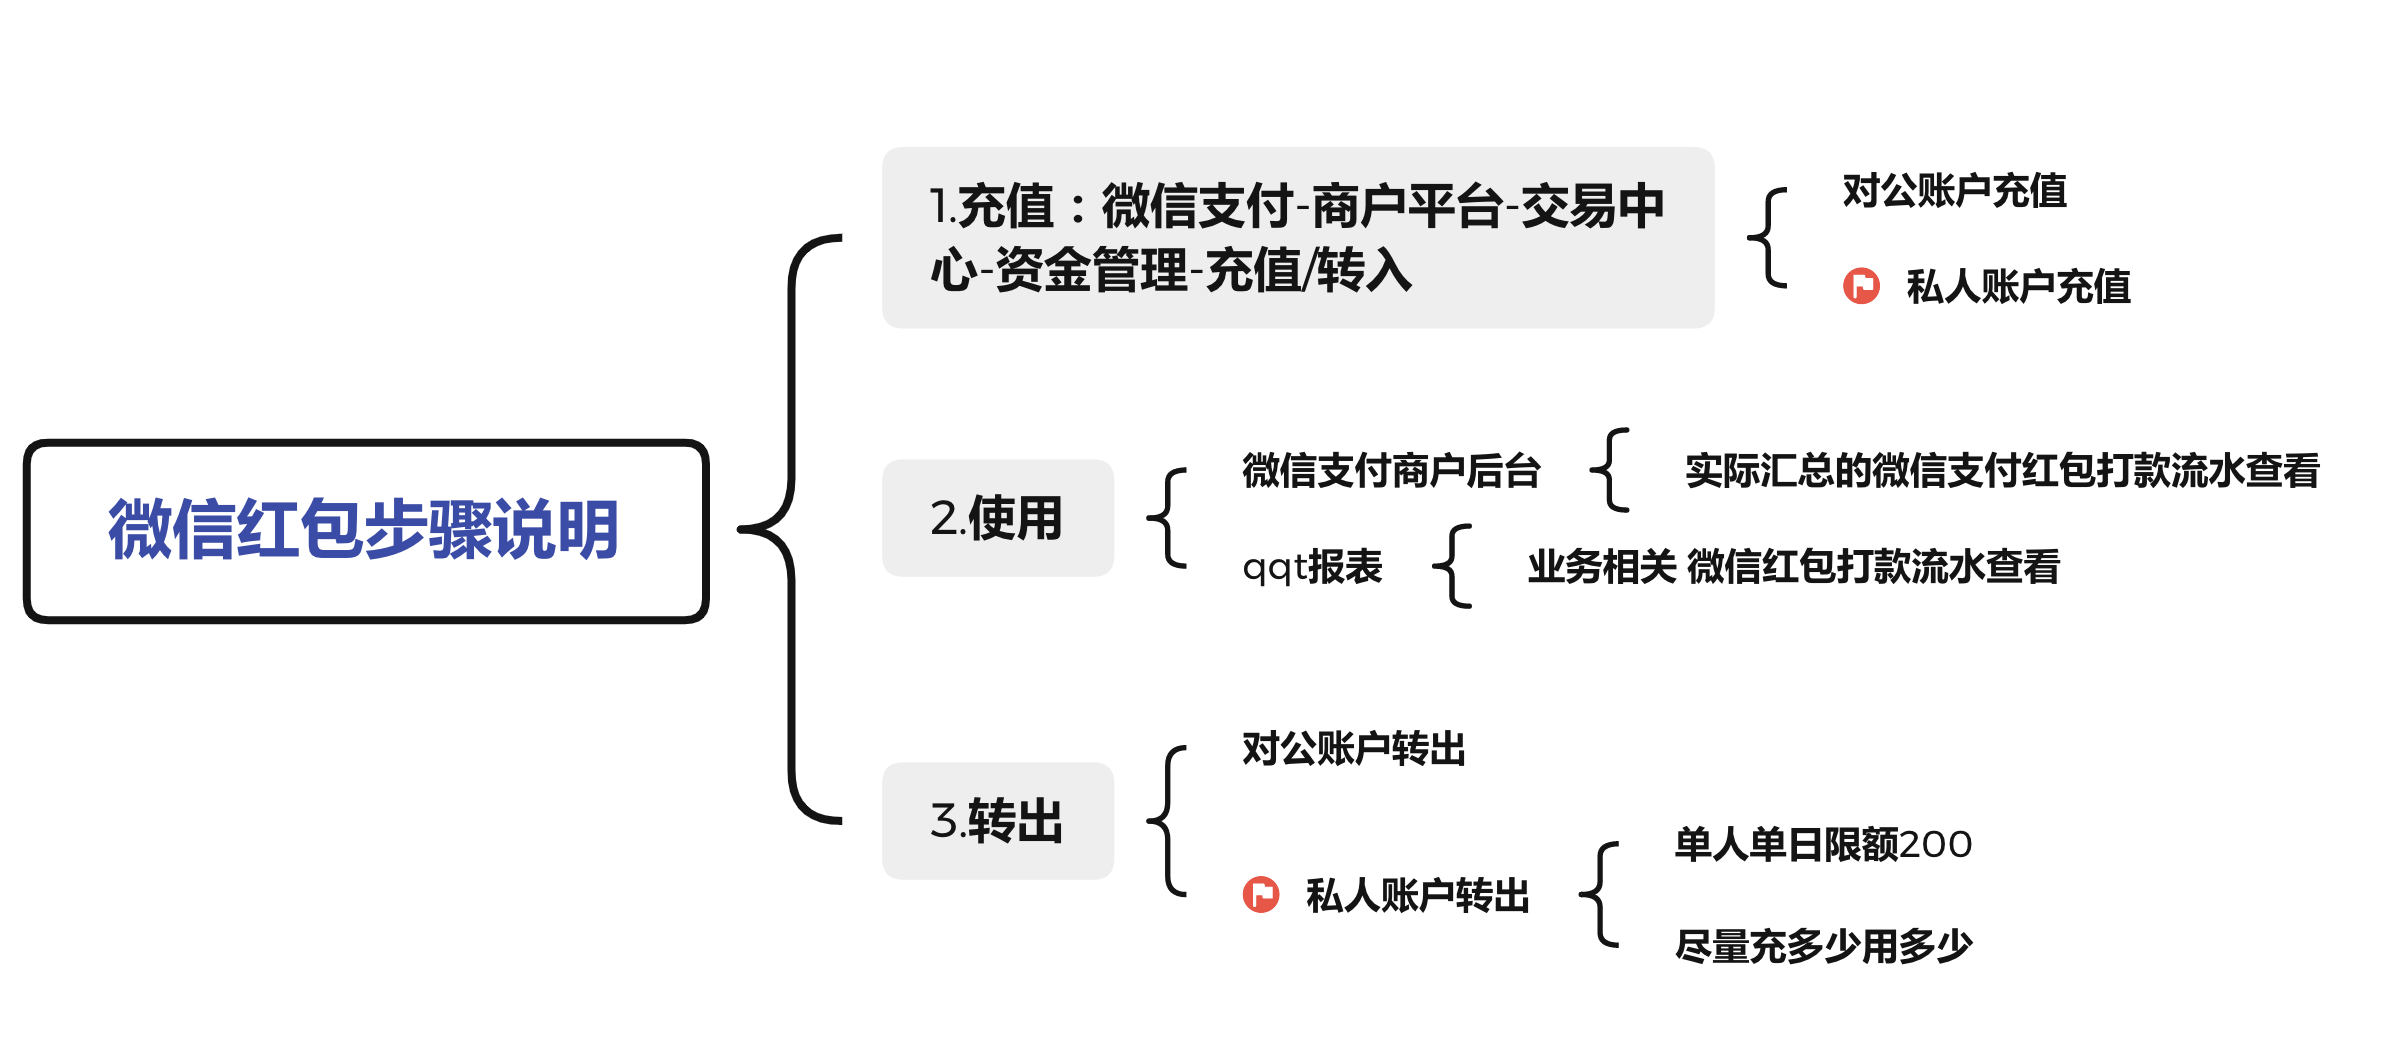 微信红包步骤说明
1.充值：微信支付-商户平台-交易中
心-资金管理-充值/转入
对公账户充值
私人账户充值
2.使用
微信支付商户后台
实际汇总的微信支付红包打款流水查看
qqt报表
业务相关 微信红包打款流水查看
3.转出
对公账户转出
私人账户转出
单人单日限额200
尽量充多少用多少